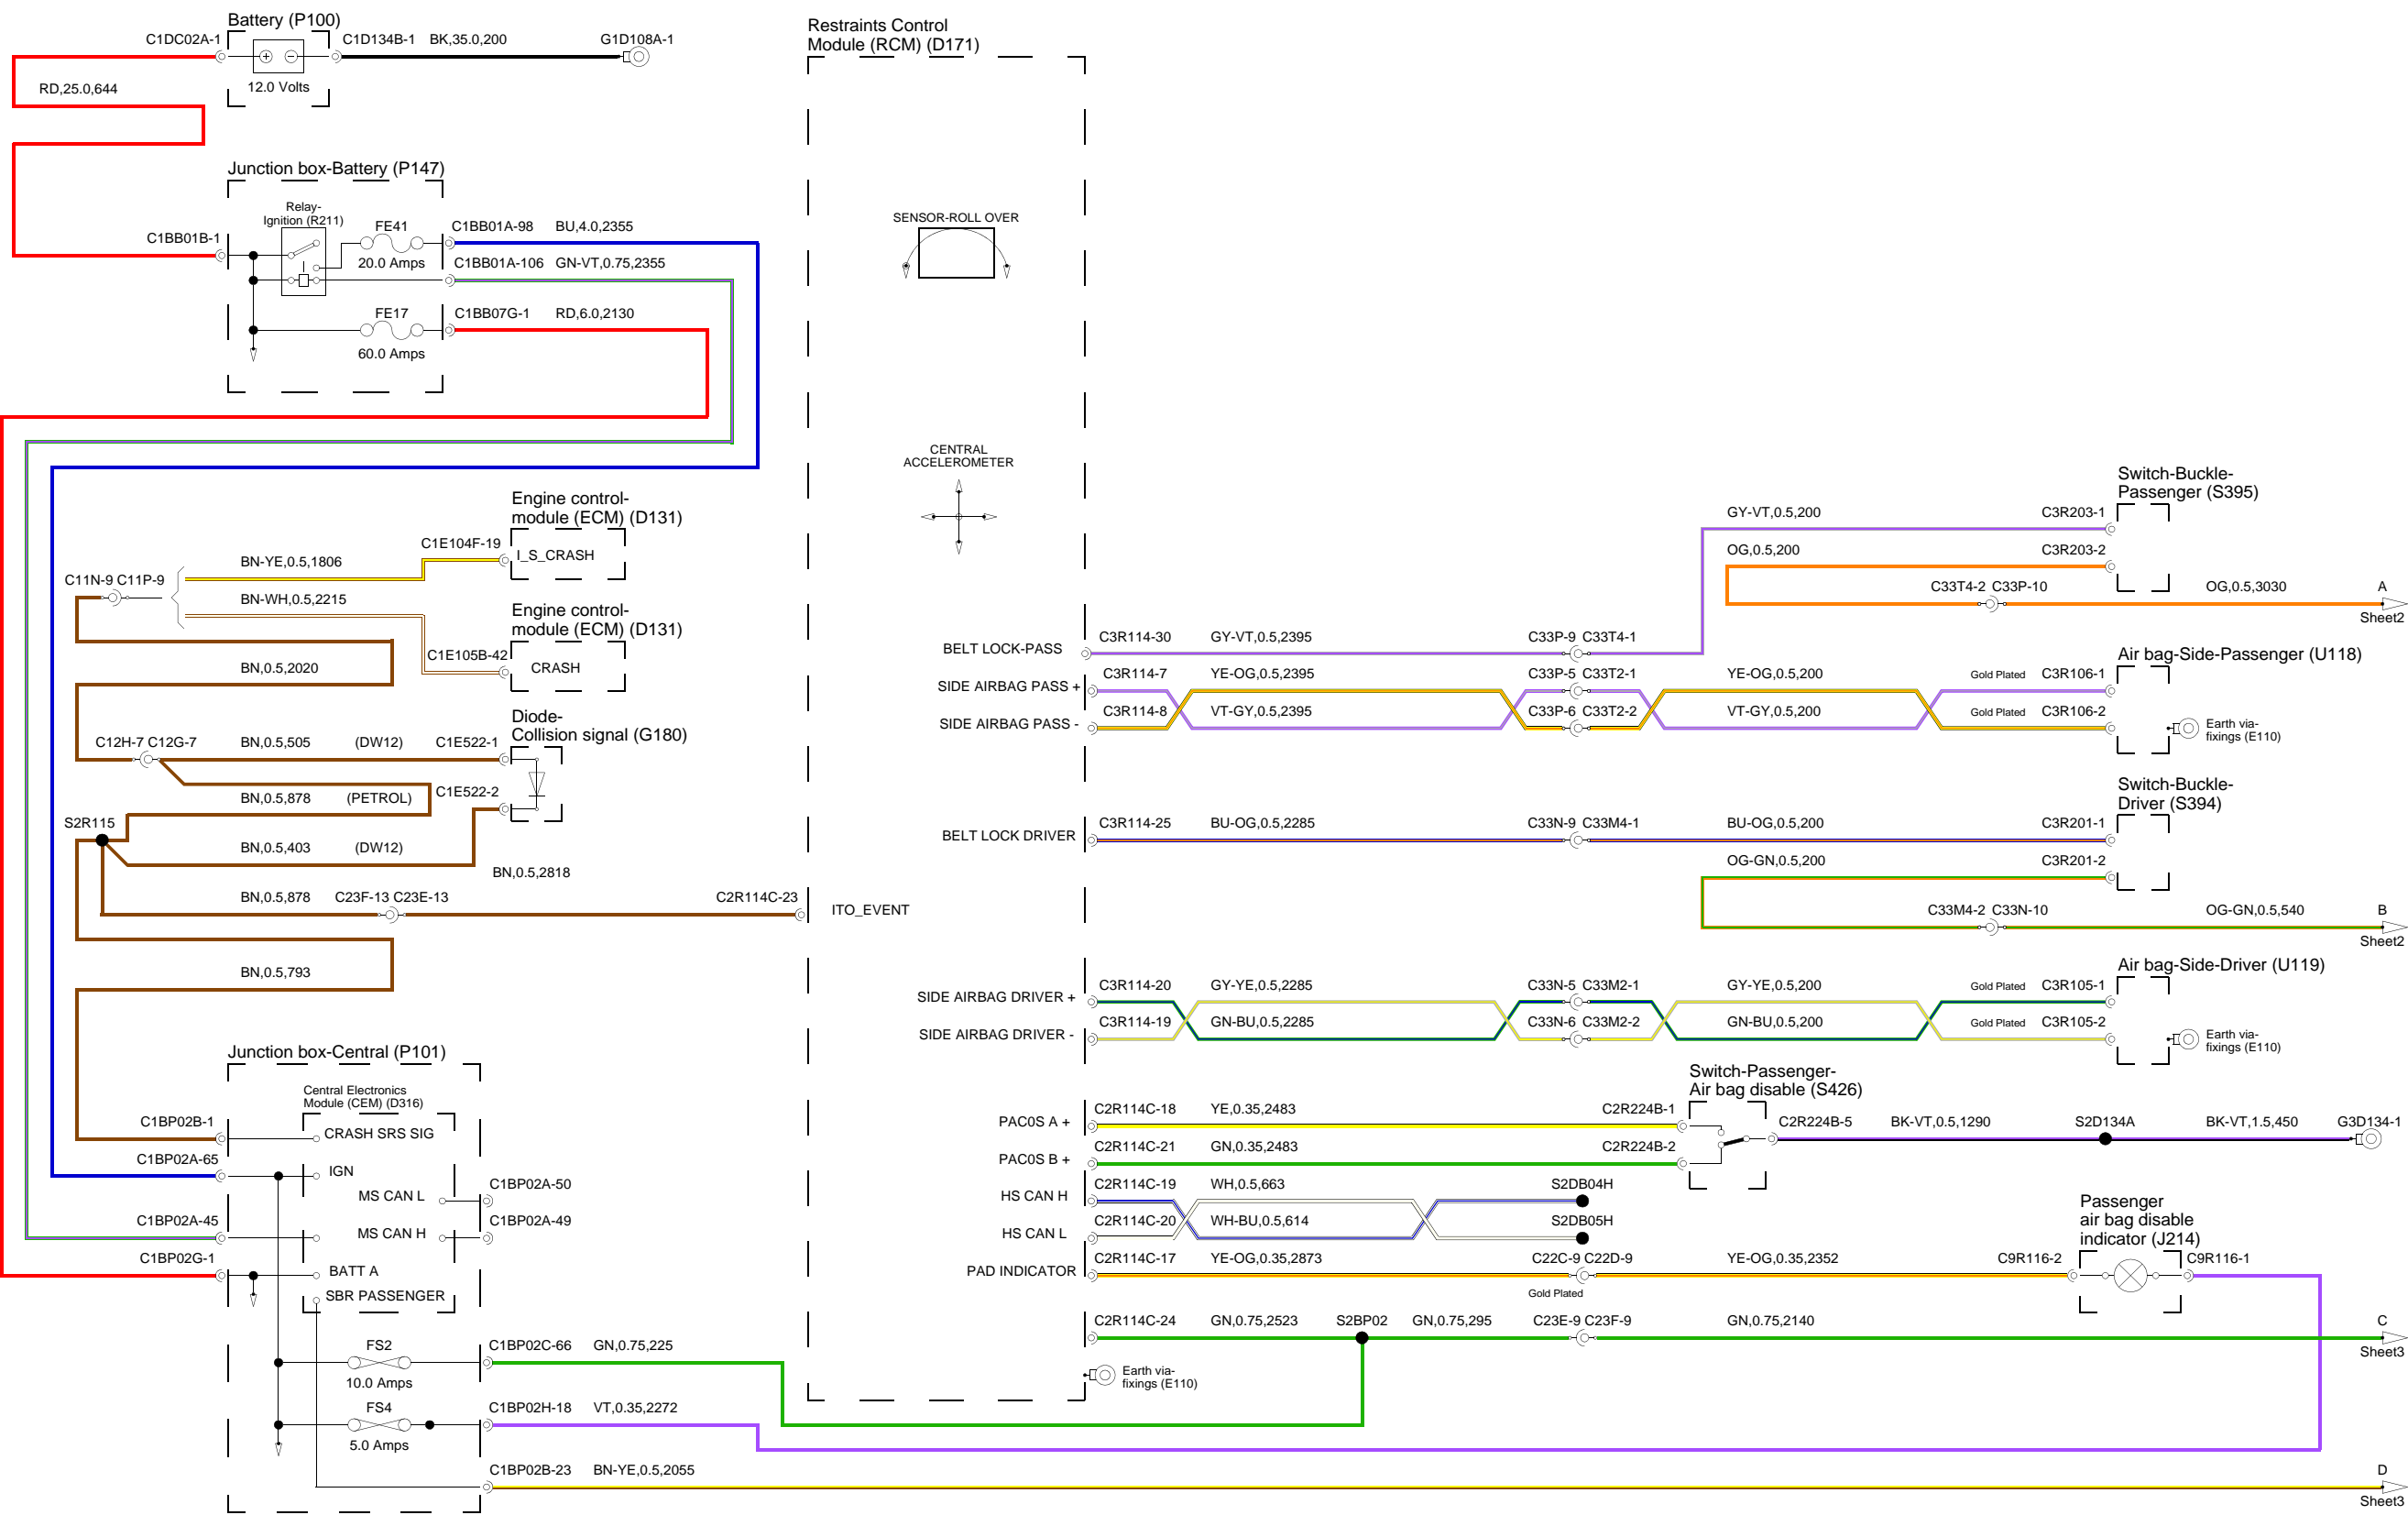 Battery (P100)
C1DC02A-1
C1D134B-1 BK,35.0,200
G1D108A-1
12.0 Volts
RD,25.0,644
Junction box-Battery (P147)
Relay-
Ignition (R211)
C1BB01B-1
FE41
20.0 Amps
C1BB01A-98 BU,4.0,2355
C1BB01A-106 GN-VT,0.75,2355
FE17
60.0 Amps
C1BB07G-1 RD,6.0,2130
Engine control-
module (ECM) (D131)
C1E104F-19
I_S_CRASH
BN-YE,0.5,1806
C11N-9 C11P-9
BN-WH,0.5,2215
Engine control-
module (ECM) (D131)
C1E105B-42
CRASH
BN,0.5,2020
Diode-
Collision signal (G180)
C12H-7 C12G-7
BN,0.5,505 (DW12)
C1E522-1
BN,0.5,878 (PETROL)
C1E522-2
S2R115
BN,0.5,403 (DW12)
BN,0.5,2818
BN,0.5,878
C23F-13 C23E-13
C2R114C-23
BN,0.5,793
Junction box-Central (P101)
Central Electronics
Module (CEM) (D316)
C1BP02B-1
CRASH SRS SIG
C1BP02A-65
IGN
MS CAN L
C1BP02A-50
C1BP02A-45
MS CAN H
C1BP02A-49
C1BP02G-1
BATT A
SBR PASSENGER
FS2
10.0 Amps
C1BP02C-66 GN,0.75,225
FS4
5.0 Amps
C1BP02H-18 VT,0.35,2272
C1BP02B-23 BN-YE,0.5,2055
Restraints Control
Module (RCM) (D171)
SENSOR-ROLL OVER
CENTRAL
ACCELEROMETER
ITO_EVENT
BELT LOCK-PASS
C3R114-30 GY-VT,0.5,2395
C33P-9 C33T4-1
GY-VT,0.5,200
C3R203-1
Switch-Buckle-
Passenger (S395)
OG,0.5,200
C3R203-2
C33T4-2 C33P-10
OG,0.5,3030
A
Sheet2
SIDE AIRBAG PASS +
C3R114-7 YE-OG,0.5,2395
C33P-5 C33T2-1
YE-OG,0.5,200
Gold Plated C3R106-1
Air bag-Side-Passenger (U118)
SIDE AIRBAG PASS -
C3R114-8 VT-GY,0.5,2395
C33P-6 C33T2-2
VT-GY,0.5,200
Gold Plated C3R106-2
Earth via-
fixings (E110)
Switch-Buckle-
Driver (S394)
BELT LOCK DRIVER
C3R114-25 BU-OG,0.5,2285
C33N-9 C33M4-1
BU-OG,0.5,200
C3R201-1
OG-GN,0.5,200
C3R201-2
C33M4-2 C33N-10
OG-GN,0.5,540
B
Sheet2
Air bag-Side-Driver (U119)
SIDE AIRBAG DRIVER +
C3R114-20 GY-YE,0.5,2285
C33N-5 C33M2-1
GY-YE,0.5,200
Gold Plated C3R105-1
SIDE AIRBAG DRIVER -
C3R114-19 GN-BU,0.5,2285
C33N-6 C33M2-2
GN-BU,0.5,200
Gold Plated C3R105-2
Earth via-
fixings (E110)
Switch-Passenger-
Air bag disable (S426)
PAC0S A +
C2R114C-18 YE,0.35,2483
C2R224B-1
C2R224B-5 BK-VT,0.5,1290
S2D134A
BK-VT,1.5,450
G3D134-1
PAC0S B +
C2R114C-21 GN,0.35,2483
C2R224B-2
HS CAN H
C2R114C-19 WH,0.5,663
S2DB04H
HS CAN L
C2R114C-20 WH-BU,0.5,614
S2DB05H
Passenger
air bag disable
indicator (J214)
PAD INDICATOR
C2R114C-17 YE-OG,0.35,2873
C22C-9 C22D-9
Gold Plated
YE-OG,0.35,2352
C9R116-2
C9R116-1
C2R114C-24 GN,0.75,2523
S2BP02
GN,0.75,295
C23E-9 C23F-9
GN,0.75,2140
C
Sheet3
Earth via-
fixings (E110)
D
Sheet3